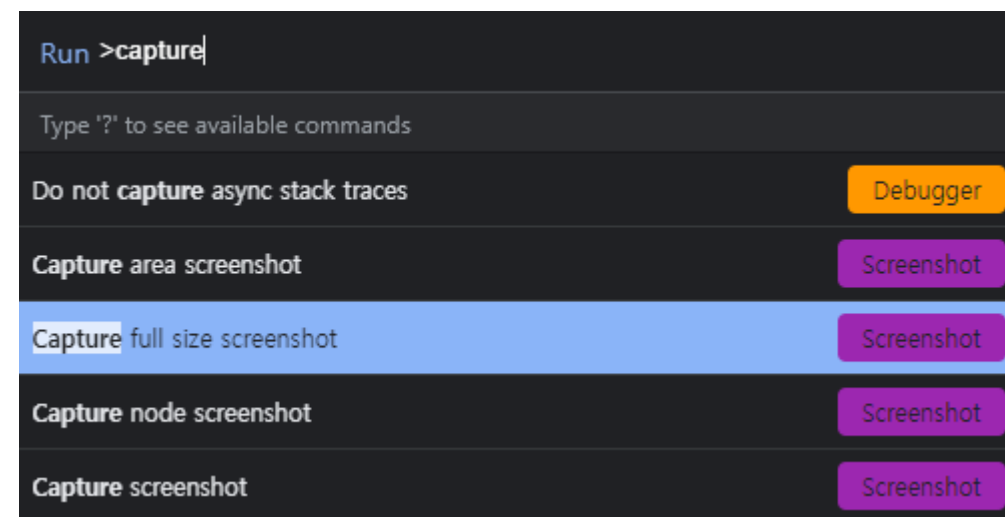 Run >capture
Type '?' to see available commands
Do not capture async stack traces Debugger
Capture area screenshot Screenshot
Capture full size screenshot Screenshot
Capture node screenshot Screenshot
Capture screenshot Screenshot